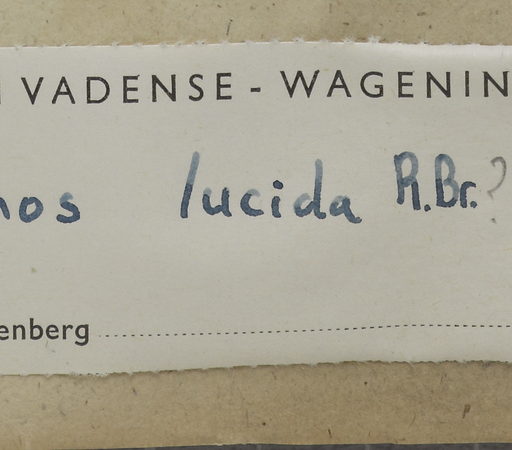 VADENSE - WAGENIN
nos lucida R.Br.?
enberg